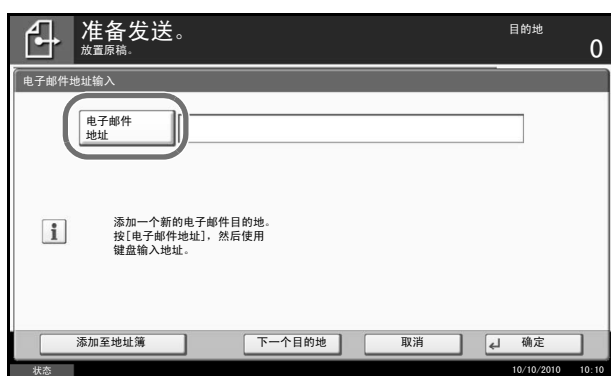 准备发送。
放置原稿。
目的地
0
电子邮件地址输入
电子邮件
地址
添加一个新的电子邮件目的地。
按[电子邮件地址]，然后使用
键盘输入地址。
添加至地址簿
下一个目的地
取消
确定
状态
10/10/2010 10:10